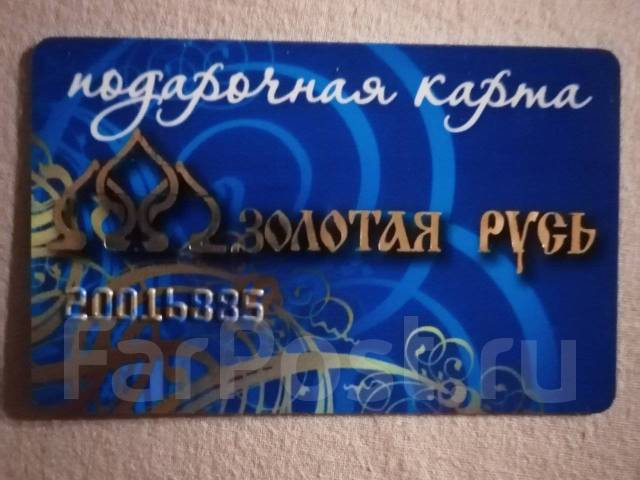 подарочная карта
ЗОЛОТАЯ РУСЬ
20015335
FarPost.ru